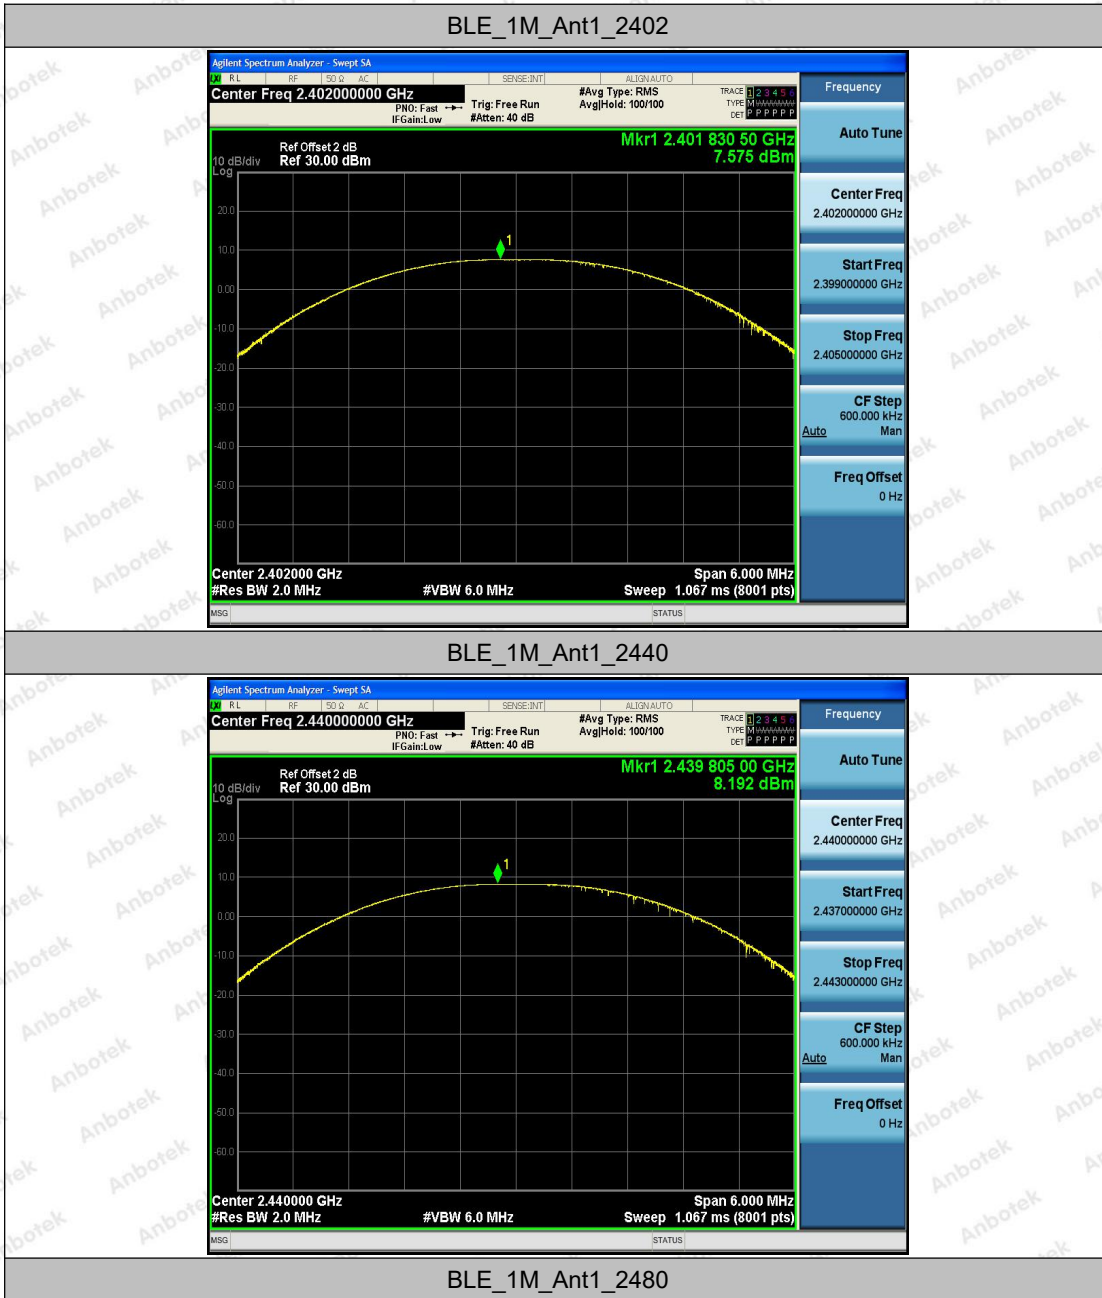 BLE_1M_Ant1_2402
Agilent Spectrum Analyzer - Swept SA
LXI RL RF 50 Ω AC SENSE:INT ALIGN AUTO
Center Freq 2.402000000 GHz
PNO: Fast
IFGain:Low
Trig: Free Run
#Atten: 40 dB
#Avg Type: RMS
Avg|Hold: 100/100
TRACE 1 2 3 4 5 6
TYPE M WWWWW
DET P P P P P P
Mkr1 2.401 830 50 GHz
7.575 dBm
Ref Offset 2 dB
10 dB/div Ref 30.00 dBm
Log
20.0
10.0
0.00
-10.0
-20.0
-30.0
-40.0
-50.0
-60.0
1
Center 2.402000 GHz Span 6.000 MHz
#Res BW 2.0 MHz #VBW 6.0 MHz Sweep 1.067 ms (8001 pts)
MSG STATUS
Frequency
Auto Tune
Center Freq
2.402000000 GHz
Start Freq
2.399000000 GHz
Stop Freq
2.405000000 GHz
CF Step
600.000 kHz
Auto Man
Freq Offset
0 Hz
BLE_1M_Ant1_2440
Agilent Spectrum Analyzer - Swept SA
LXI RL RF 50 Ω AC SENSE:INT ALIGN AUTO
Center Freq 2.440000000 GHz
PNO: Fast
IFGain:Low
Trig: Free Run
#Atten: 40 dB
#Avg Type: RMS
Avg|Hold: 100/100
TRACE 1 2 3 4 5 6
TYPE M WWWWW
DET P P P P P P
Mkr1 2.439 805 00 GHz
8.192 dBm
Ref Offset 2 dB
10 dB/div Ref 30.00 dBm
Log
20.0
10.0
0.00
-10.0
-20.0
-30.0
-40.0
-50.0
-60.0
1
Center 2.440000 GHz Span 6.000 MHz
#Res BW 2.0 MHz #VBW 6.0 MHz Sweep 1.067 ms (8001 pts)
MSG STATUS
Frequency
Auto Tune
Center Freq
2.440000000 GHz
Start Freq
2.437000000 GHz
Stop Freq
2.443000000 GHz
CF Step
600.000 kHz
Auto Man
Freq Offset
0 Hz
BLE_1M_Ant1_2480
Anbotek